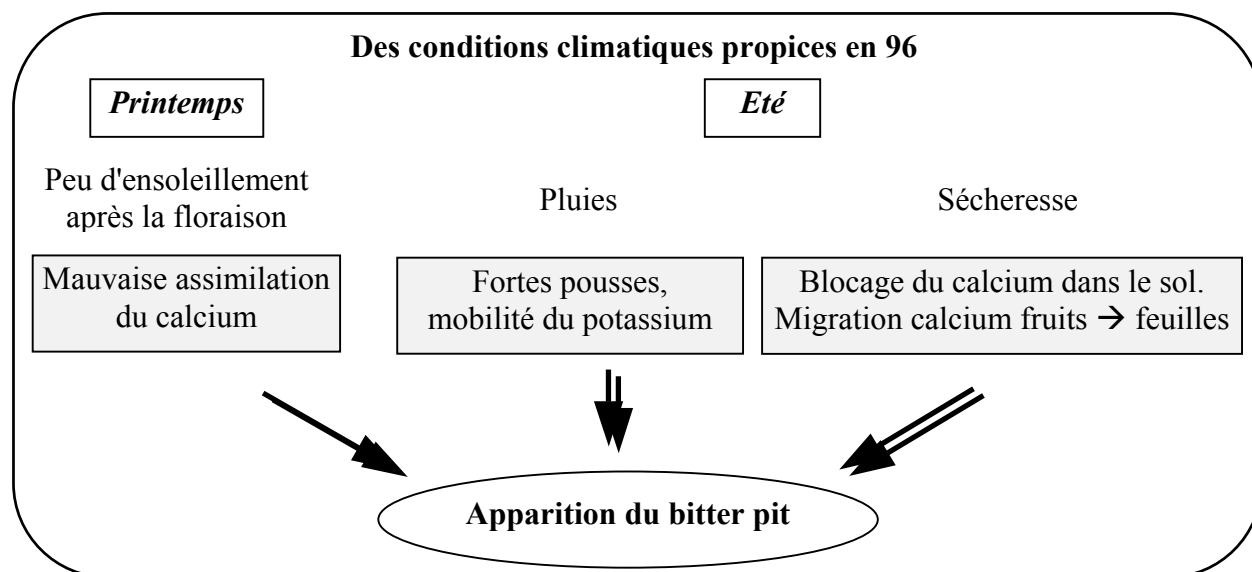 Des conditions climatiques propices en 96
Printemps
Eté
Peu d'ensoleillement
après la floraison
Pluies
Sécheresse
Mauvaise assimilation
du calcium
Fortes pousses,
mobilité du potassium
Blocage du calcium dans le sol.
Migration calcium fruits → feuilles
Apparition du bitter pit